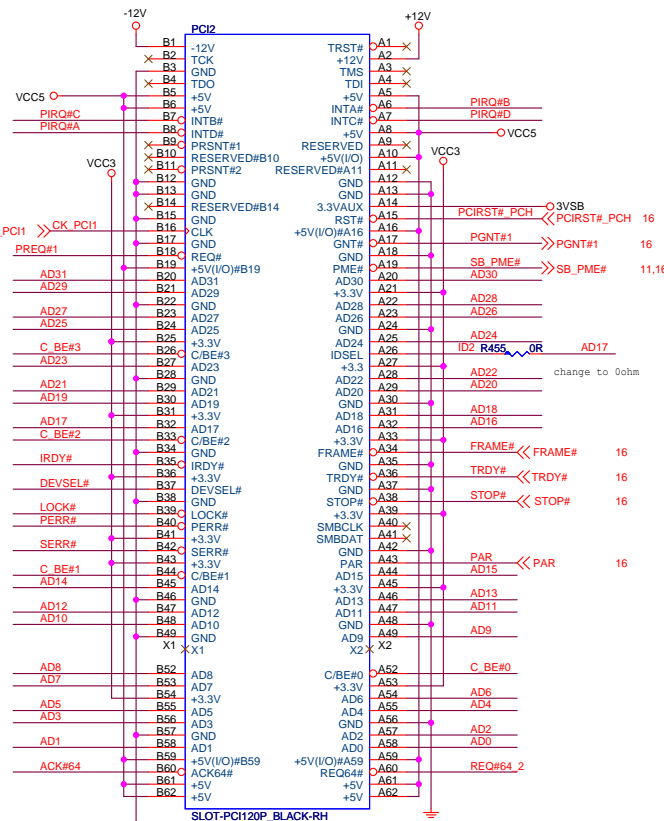 -12V +12V
PCI2
B1 -12V TRST# A1
B2 TCK +12V A2
B3 GND TMS A3
B4 TDO TDI A4
VCC5 B5 +5V +5V A5
B6 +5V INTA# A6 PIRQ#B
PIRQ#C B7 INTB# INTC# A7 PIRQ#D
PIRQ#A B8 INTD# +5V A8 VCC5
B9 PRSNT#1 RESERVED A9
B10 RESERVED#B10 +5V(I/O) A10
VCC3 B11 PRSNT#2 RESERVED#A11 A11 VCC3
B12 GND GND A12
B13 GND GND A13
B14 RESERVED#B14 3.3VAUX A14 3VSB
B15 GND RST# A15 PCIRST#_PCH PCIRST#_PCH 16
_PCI1 CK_PCI1 B16 CLK +5V(I/O)#A16 A16
B17 GND GNT# A17 PGNT#1 PGNT#1 16
PREQ#1 B18 REQ# GND A18
B19 +5V(I/O)#B19 PME# A19 SB_PME# SB_PME# 11,16
AD31 B20 AD31 AD30 A20 AD30
AD29 B21 AD29 +3.3V A21
B22 GND AD28 A22 AD28
AD27 B23 AD27 AD26 A23 AD26
AD25 B24 AD25 GND A24
B25 +3.3V AD24 A25 AD24
C_BE#3 B26 C/BE#3 IDSEL A26 ID2 R455 0R AD17
AD23 B27 AD23 +3.3 A27
change to 0ohm
B28 GND AD22 A28 AD22
AD21 B29 AD21 AD20 A29 AD20
AD19 B30 AD19 GND A30
B31 +3.3V AD18 A31 AD18
AD17 B32 AD17 AD16 A32 AD16
C_BE#2 B33 C/BE#2 +3.3V A33
B34 GND FRAME# A34 FRAME# FRAME# 16
IRDY# B35 IRDY# GND A35
B36 +3.3V TRDY# A36 TRDY# TRDY# 16
DEVSEL# B37 DEVSEL# GND A37
B38 GND STOP# A38 STOP# STOP# 16
LOCK# B39 LOCK# +3.3V A39
PERR# B40 PERR# SMBCLK A40
B41 +3.3V SMBDAT A41
SERR# B42 SERR# GND A42
B43 +3.3V PAR A43 PAR PAR 16
C_BE#1 B44 C/BE#1 AD15 A44 AD15
AD14 B45 AD14 +3.3V A45
B46 GND AD13 A46 AD13
AD12 B47 AD12 AD11 A47 AD11
AD10 B48 AD10 GND A48
B49 GND AD9 A49 AD9
X1 X1 X2 X2
AD8 B52 AD8 C/BE#0 A52 C_BE#0
AD7 B53 AD7 +3.3V A53
B54 +3.3V AD6 A54 AD6
AD5 B55 AD5 AD4 A55 AD4
AD3 B56 AD3 GND A56
B57 GND AD2 A57 AD2
AD1 B58 AD1 AD0 A58 AD0
B59 +5V(I/O)#B59 +5V(I/O)#A59 A59
ACK#64 B60 ACK64# REQ64# A60 REQ#64_2
B61 +5V +5V A61
B62 +5V +5V A62
SLOT-PCI120P_BLACK-RH